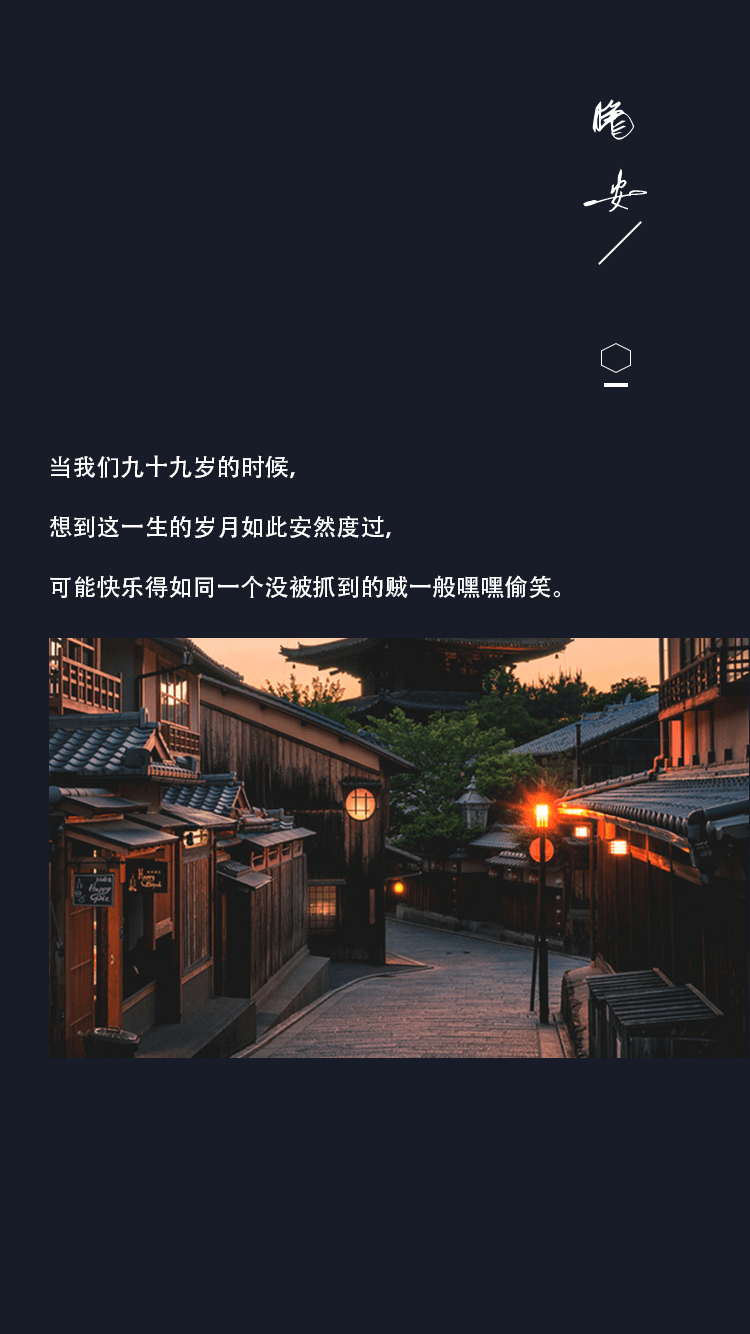 晚
安
当我们九十九岁的时候,
想到这一生的岁月如此安然度过,
可能快乐得如同一个没被抓到的贼一般嘿嘿偷笑。